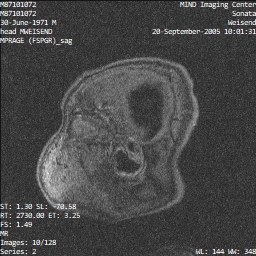 M87101072
M87101072
30-June-1971 M
head MWEISEND
MPRAGE (FSPGR)_sag
MIND Imaging Center
Sonata
Weisend
20-September-2005 10:01:31
ST: 1.30 SL: -70.58
RT: 2730.00 ET: 3.25
FS: 1.49
MR
Images: 10/128
Series: 2
WL: 144 WW: 348